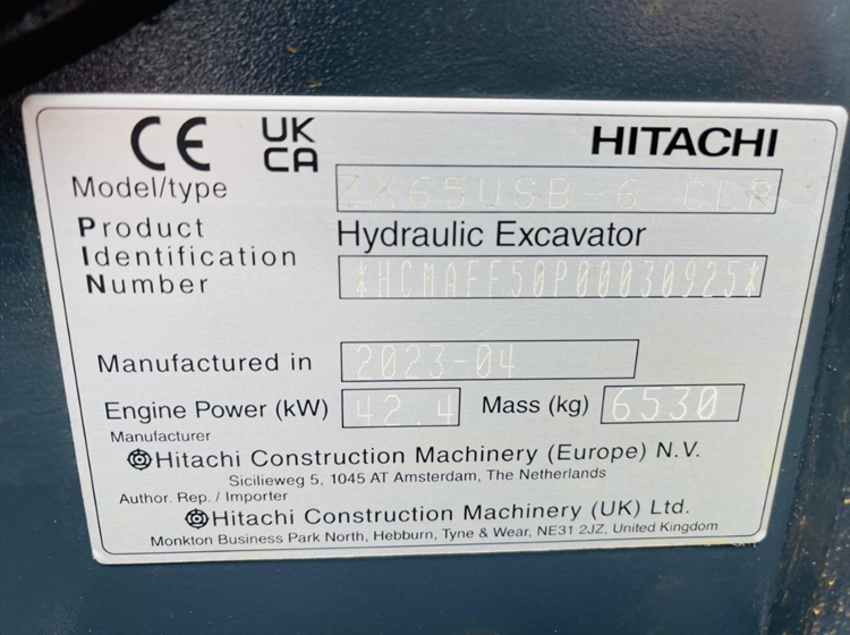 CE UK CA HITACHI
Model/type ZX65USB-6 CLR
Product Hydraulic Excavator
Identification
Number *HCMAFF50P00030925*
Manufactured in 2023-04
Engine Power (kW) 42.4 Mass (kg) 6530
Manufacturer
Hitachi Construction Machinery (Europe) N.V.
Sicilieweg 5, 1045 AT Amsterdam, The Netherlands
Author. Rep. / Importer
Hitachi Construction Machinery (UK) Ltd.
Monkton Business Park North, Hebburn, Tyne & Wear, NE31 2JZ, United Kingdom